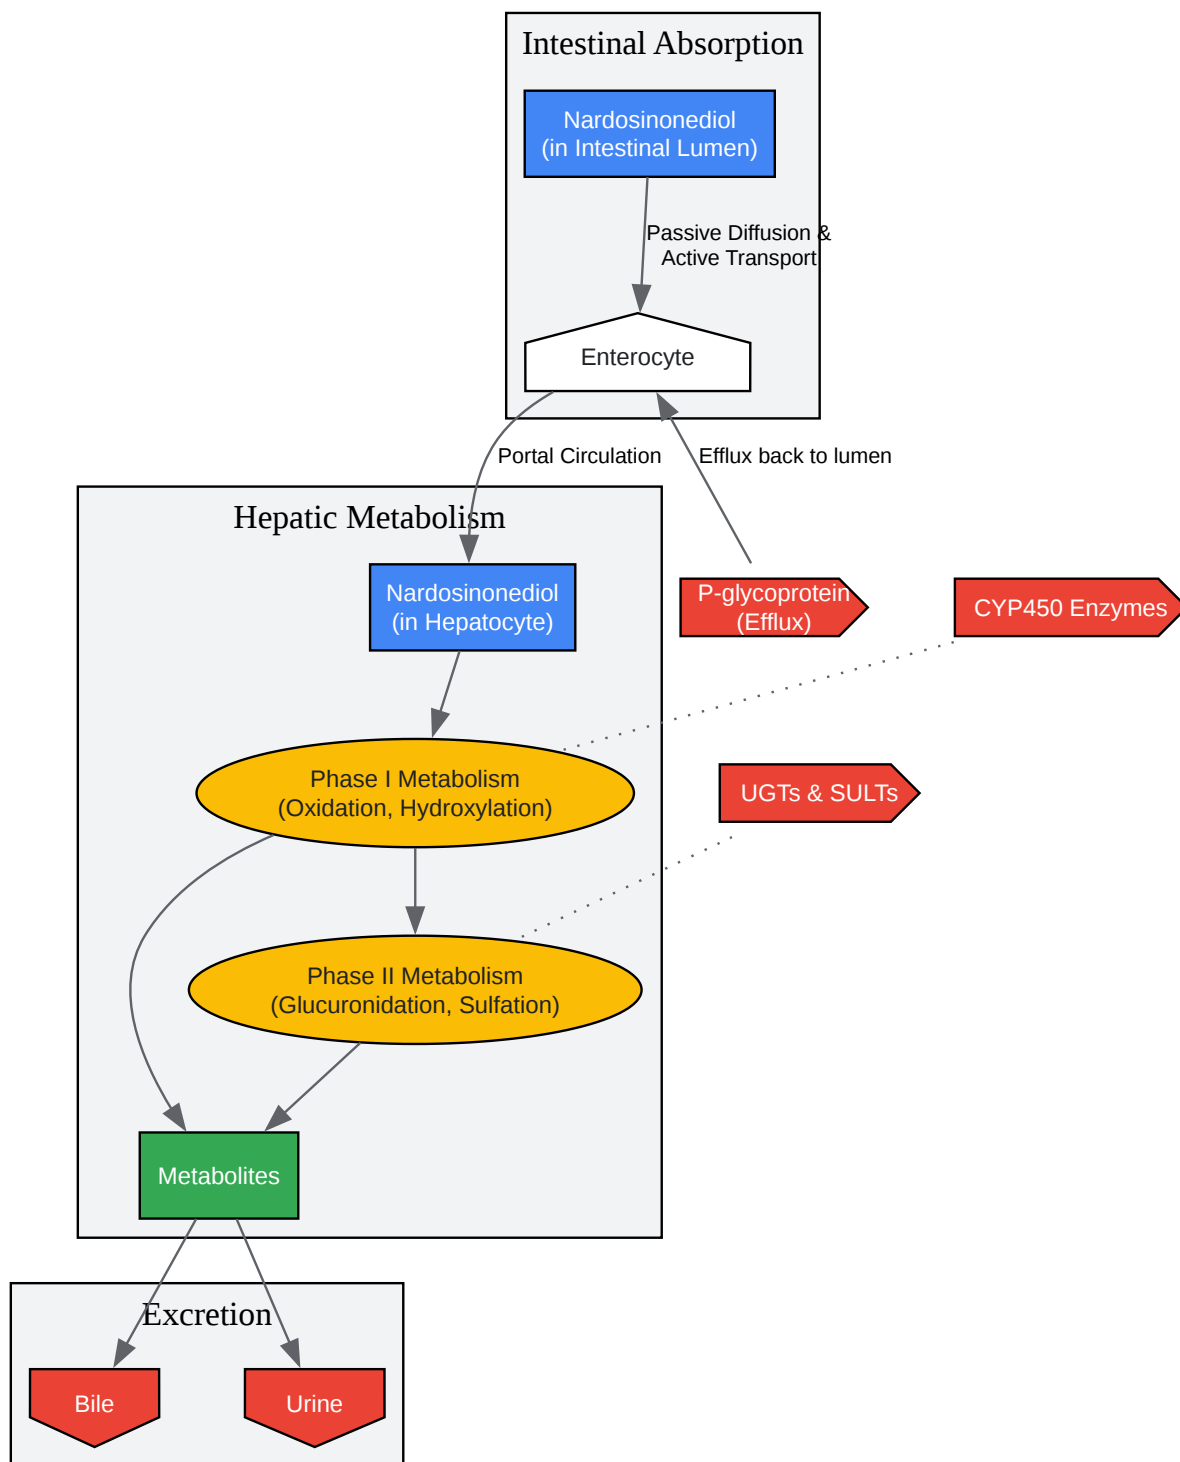 Intestinal Absorption
Nardosinonediol
(in Intestinal Lumen)
Passive Diffusion &
Active Transport
Enterocyte
Portal Circulation
Efflux back to lumen
Hepatic Metabolism
Nardosinonediol
(in Hepatocyte)
P-glycoprotein
(Efflux)
CYP450 Enzymes
Phase I Metabolism
(Oxidation, Hydroxylation)
UGTs & SULTs
Phase II Metabolism
(Glucuronidation, Sulfation)
Metabolites
Excretion
Bile
Urine